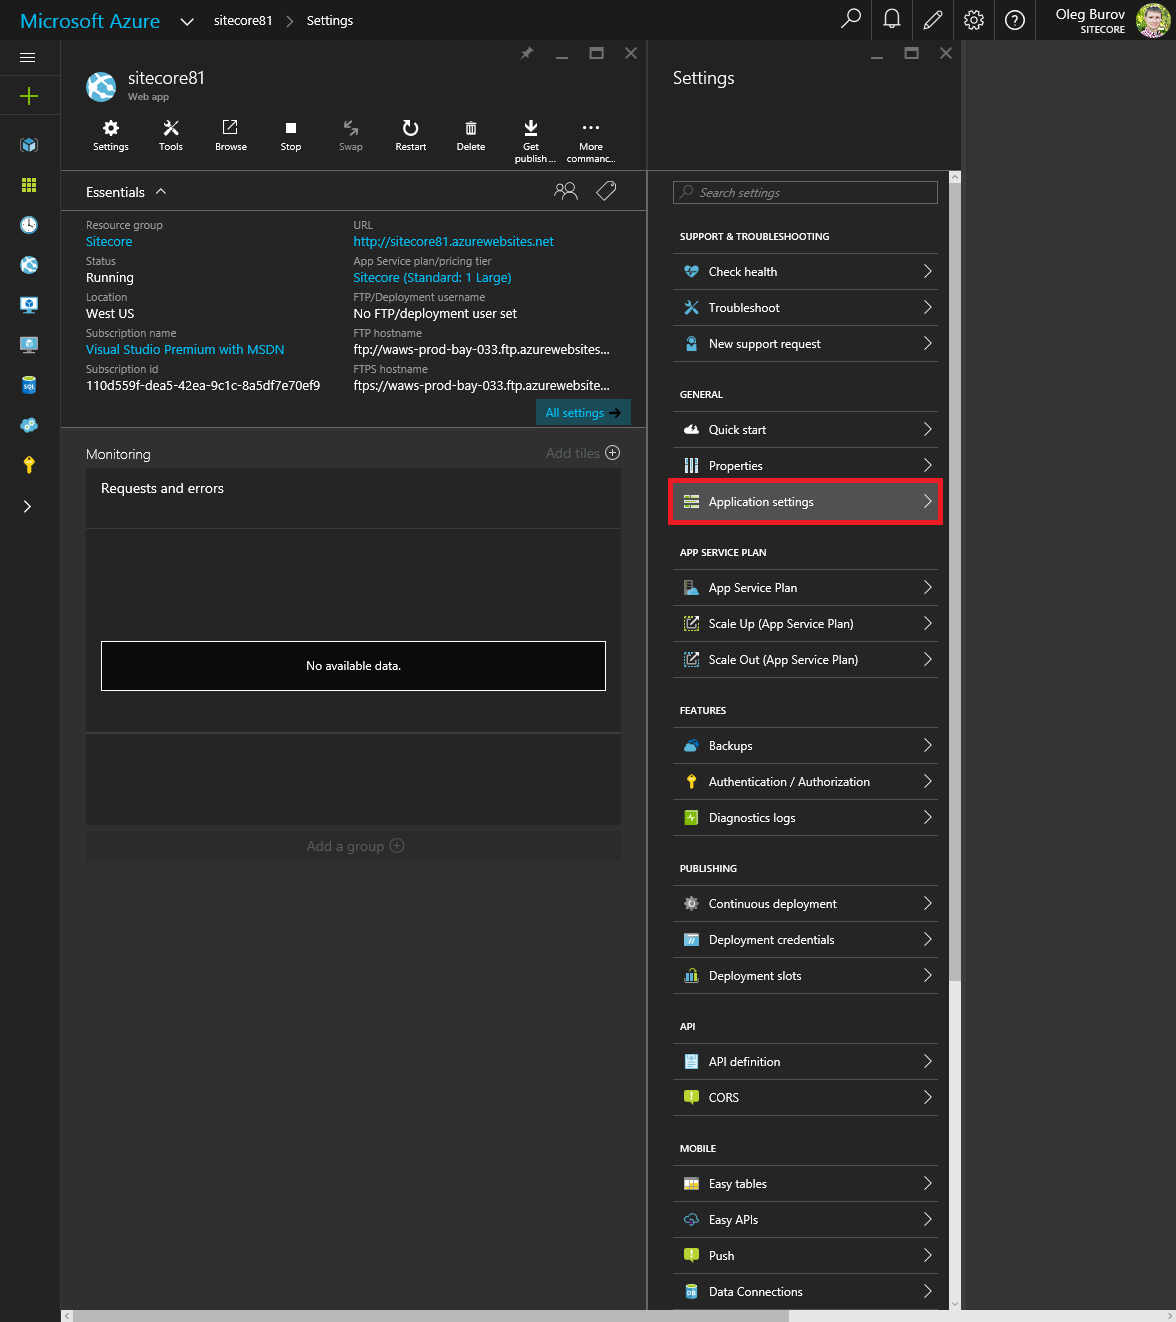 Microsoft Azure
sitecore81
Settings
Oleg Burov
SITECORE
sitecore81
Web app
Settings
Tools
Browse
Stop
Swap
Restart
Delete
Get
publish ...
More
commanc...
Essentials
Resource group
Sitecore
Status
Running
Location
West US
Subscription name
Visual Studio Premium with MSDN
Subscription id
110d559f-dea5-42ea-9c1c-8a5df7e70ef9
URL
http://sitecore81.azurewebsites.net
App Service plan/pricing tier
Sitecore (Standard: 1 Large)
FTP/Deployment username
No FTP/deployment user set
FTP hostname
ftp://waws-prod-bay-033.ftp.azurewebsites...
FTPS hostname
ftps://waws-prod-bay-033.ftp.azurewebsite...
All settings
Monitoring
Add tiles
Requests and errors
No available data.
Add a group
Settings
Search settings
SUPPORT & TROUBLESHOOTING
Check health
Troubleshoot
New support request
GENERAL
Quick start
Properties
Application settings
APP SERVICE PLAN
App Service Plan
Scale Up (App Service Plan)
Scale Out (App Service Plan)
FEATURES
Backups
Authentication / Authorization
Diagnostics logs
PUBLISHING
Continuous deployment
Deployment credentials
Deployment slots
API
API definition
CORS
MOBILE
Easy tables
Easy APIs
Push
Data Connections